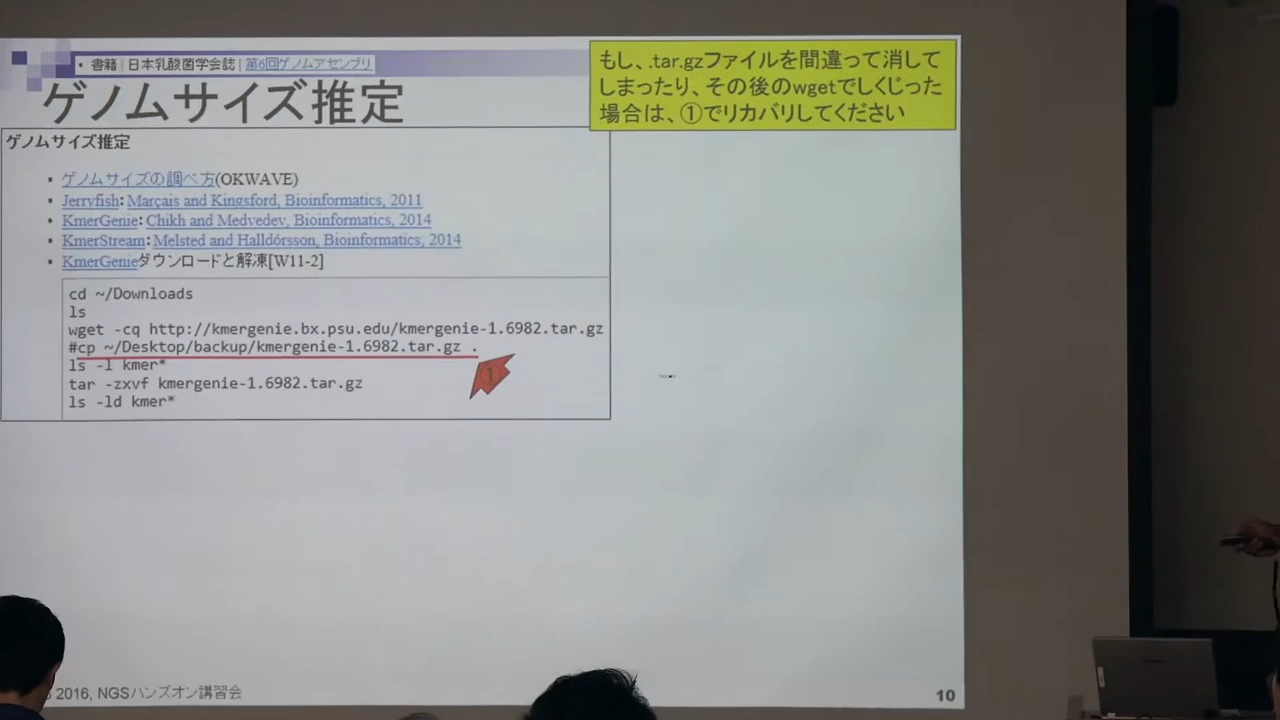 ・書籍 | 日本乳酸菌学会誌 | 第6回ゲノムアセンブリ
もし、.tar.gzファイルを間違って消して
しまったり、その後のwgetでしくじった
場合は、①でリカバリしてください
ゲノムサイズ推定
ゲノムサイズ推定
・ゲノムサイズの調べ方(OKWAVE)
・Jerryfish: Marçais and Kingsford, Bioinformatics, 2011
・KmerGenie: Chikh and Medvedev, Bioinformatics, 2014
・KmerStream: Melsted and Halldórsson, Bioinformatics, 2014
・KmerGenieダウンロードと解凍[W11-2]
cd ~/Downloads
ls
wget -cq http://kmergenie.bx.psu.edu/kmergenie-1.6982.tar.gz
#cp ~/Desktop/backup/kmergenie-1.6982.tar.gz .
ls -l kmer*
①
tar -zxvf kmergenie-1.6982.tar.gz
ls -ld kmer*
2016, NGSハンズオン講習会
10